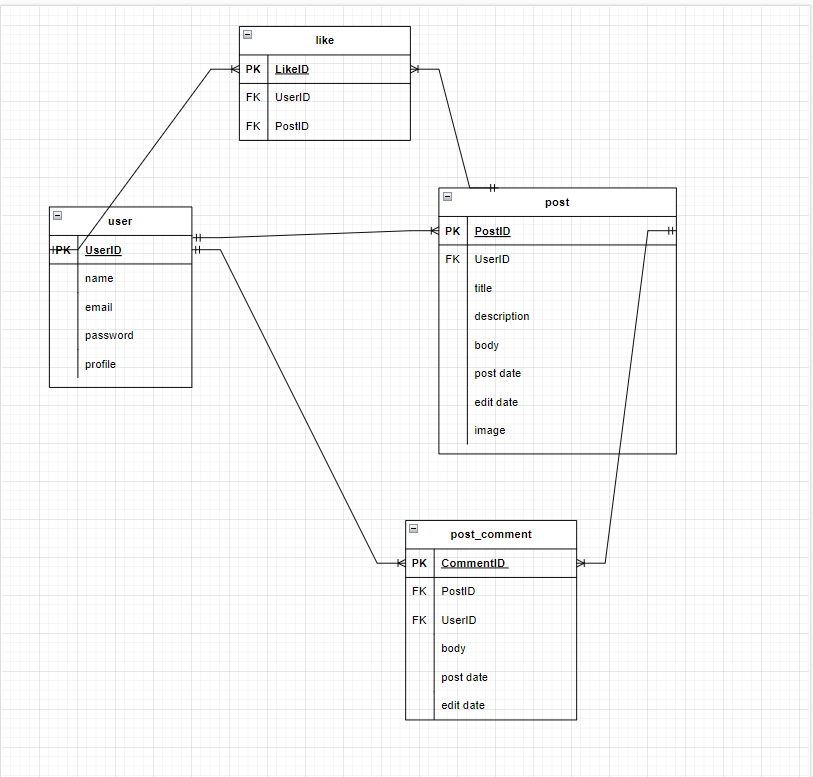 like
PK LikeID
FK UserID
FK PostID
user
PK UserID
name
email
password
profile
post
PK PostID
FK UserID
title
description
body
post date
edit date
image
post_comment
PK CommentID
FK PostID
FK UserID
body
post date
edit date